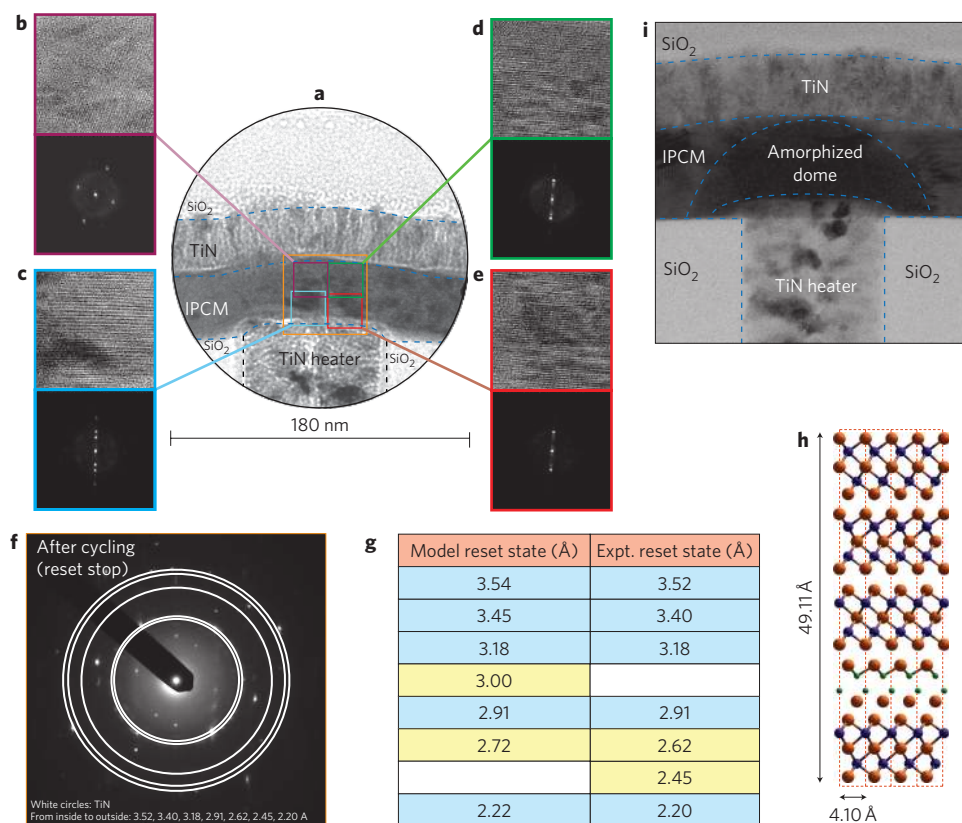 b
d
i
a
SiO2
TiN
IPCM
Amorphized
dome
SiO2
TiN heater
SiO2
SiO2
TiN
IPCM
SiO2
TiN heater
SiO2
c
e
180 nm
h
49.11 Å
4.10 Å
f
After cycling
(reset stop)
White circles: TiN
From inside to outside: 3.52, 3.40, 3.18, 2.91, 2.62, 2.45, 2.20 A
g
Model reset state (Å) Expt. reset state (Å)
3.54 3.52
3.45 3.40
3.18 3.18
3.00
2.91 2.91
2.72 2.62
2.45
2.22 2.20